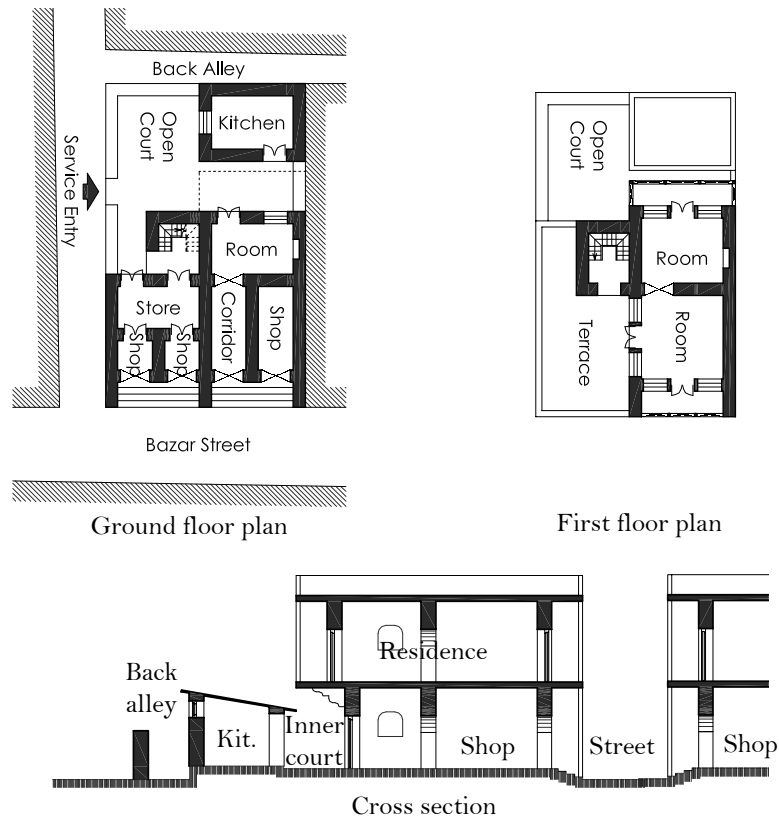 Back Alley
Open
Court
Kitchen
Service Entry
Room
Store
Corridor
Shop
Shop
Shop
Bazar Street
Ground floor plan
Open
Court
Room
Room
Terrace
First floor plan
Residence
Back
alley
Kit.
Inner
court
Shop
Street
Shop
Cross section